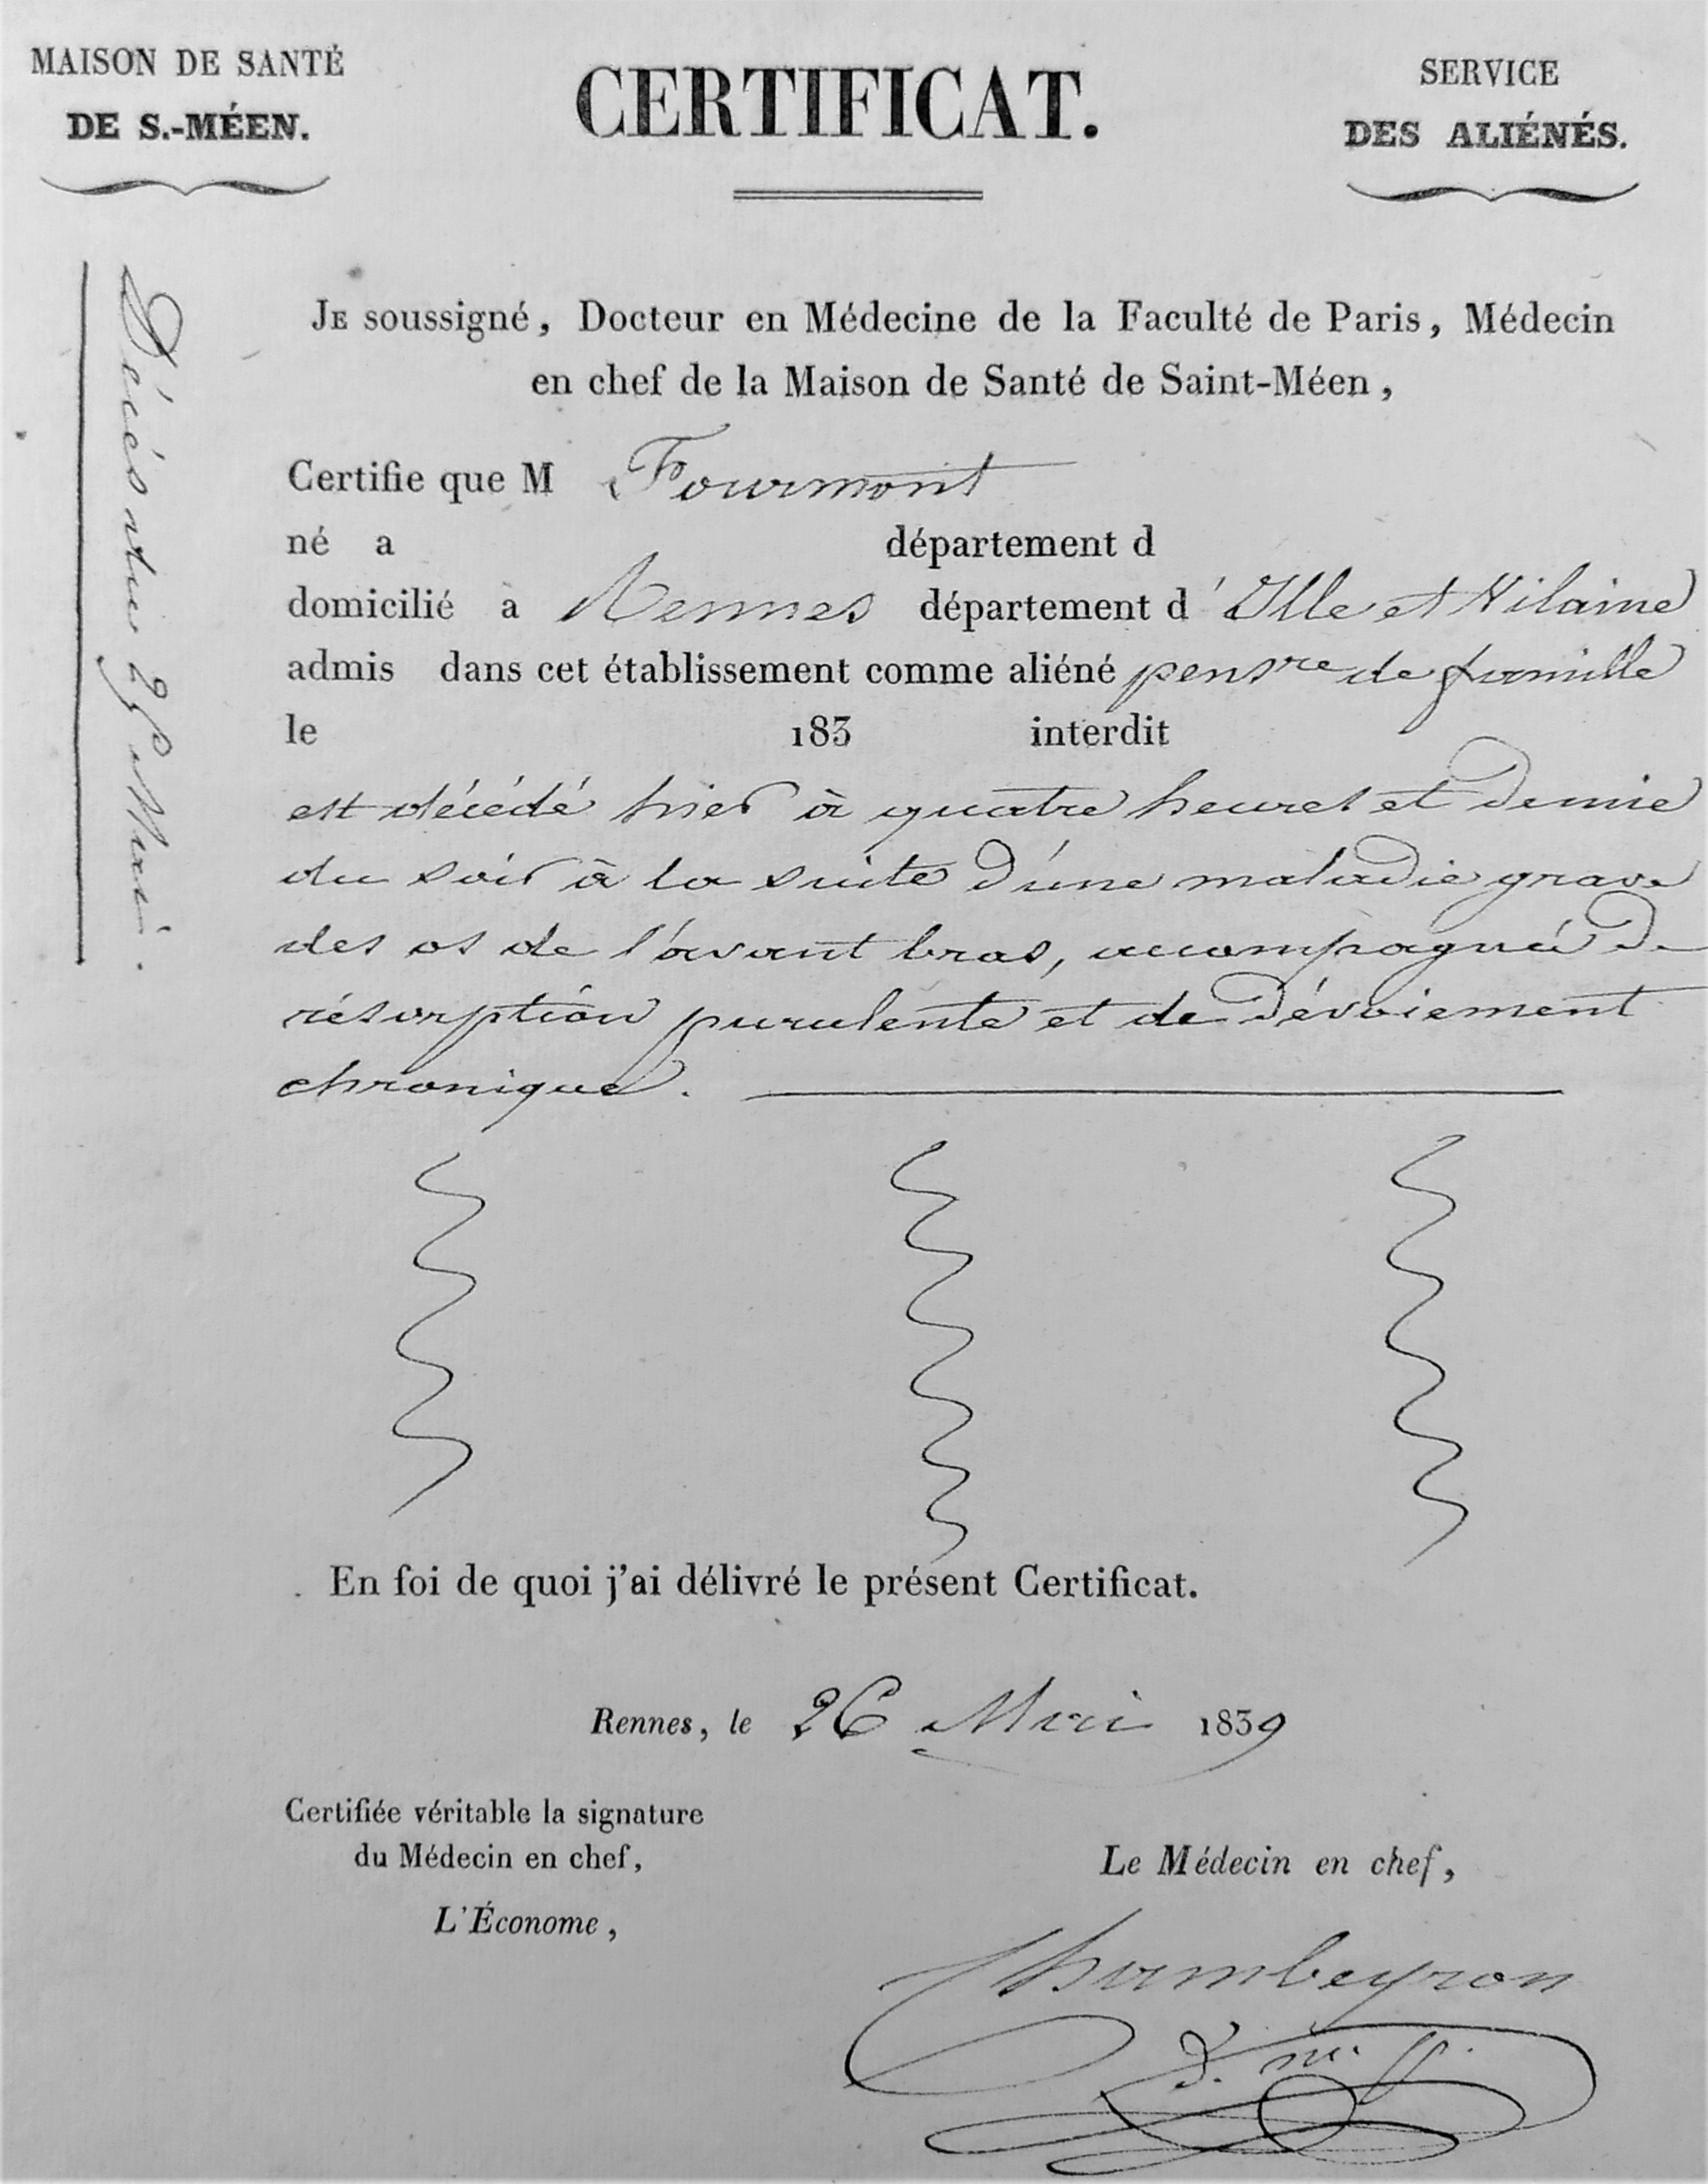 MAISON DE SANTÉ
DE S.-MÉEN.
CERTIFICAT.
SERVICE
DES ALIÉNÉS.
Décès du 25 Mai.
JE soussigné, Docteur en Médecine de la Faculté de Paris, Médecin
en chef de la Maison de Santé de Saint-Méen,
Certifie que M Fourmont
né a département d
domicilié à Rennes département d'Ille et Vilaine
admis dans cet établissement comme aliéné pensre de famille
le 183 interdit
est décédé hier à quatre heures et demie
du soir à la suite d'une maladie grave
des os de l'avant bras, accompagnée de
résorption purulente et de dévoiement
chronique.
En foi de quoi j'ai délivré le présent Certificat.
Rennes, le 26 Mai 1839
Certifiée véritable la signature
du Médecin en chef,
L'Économe,
Le Médecin en chef,
Chambeyron
d. m. p.